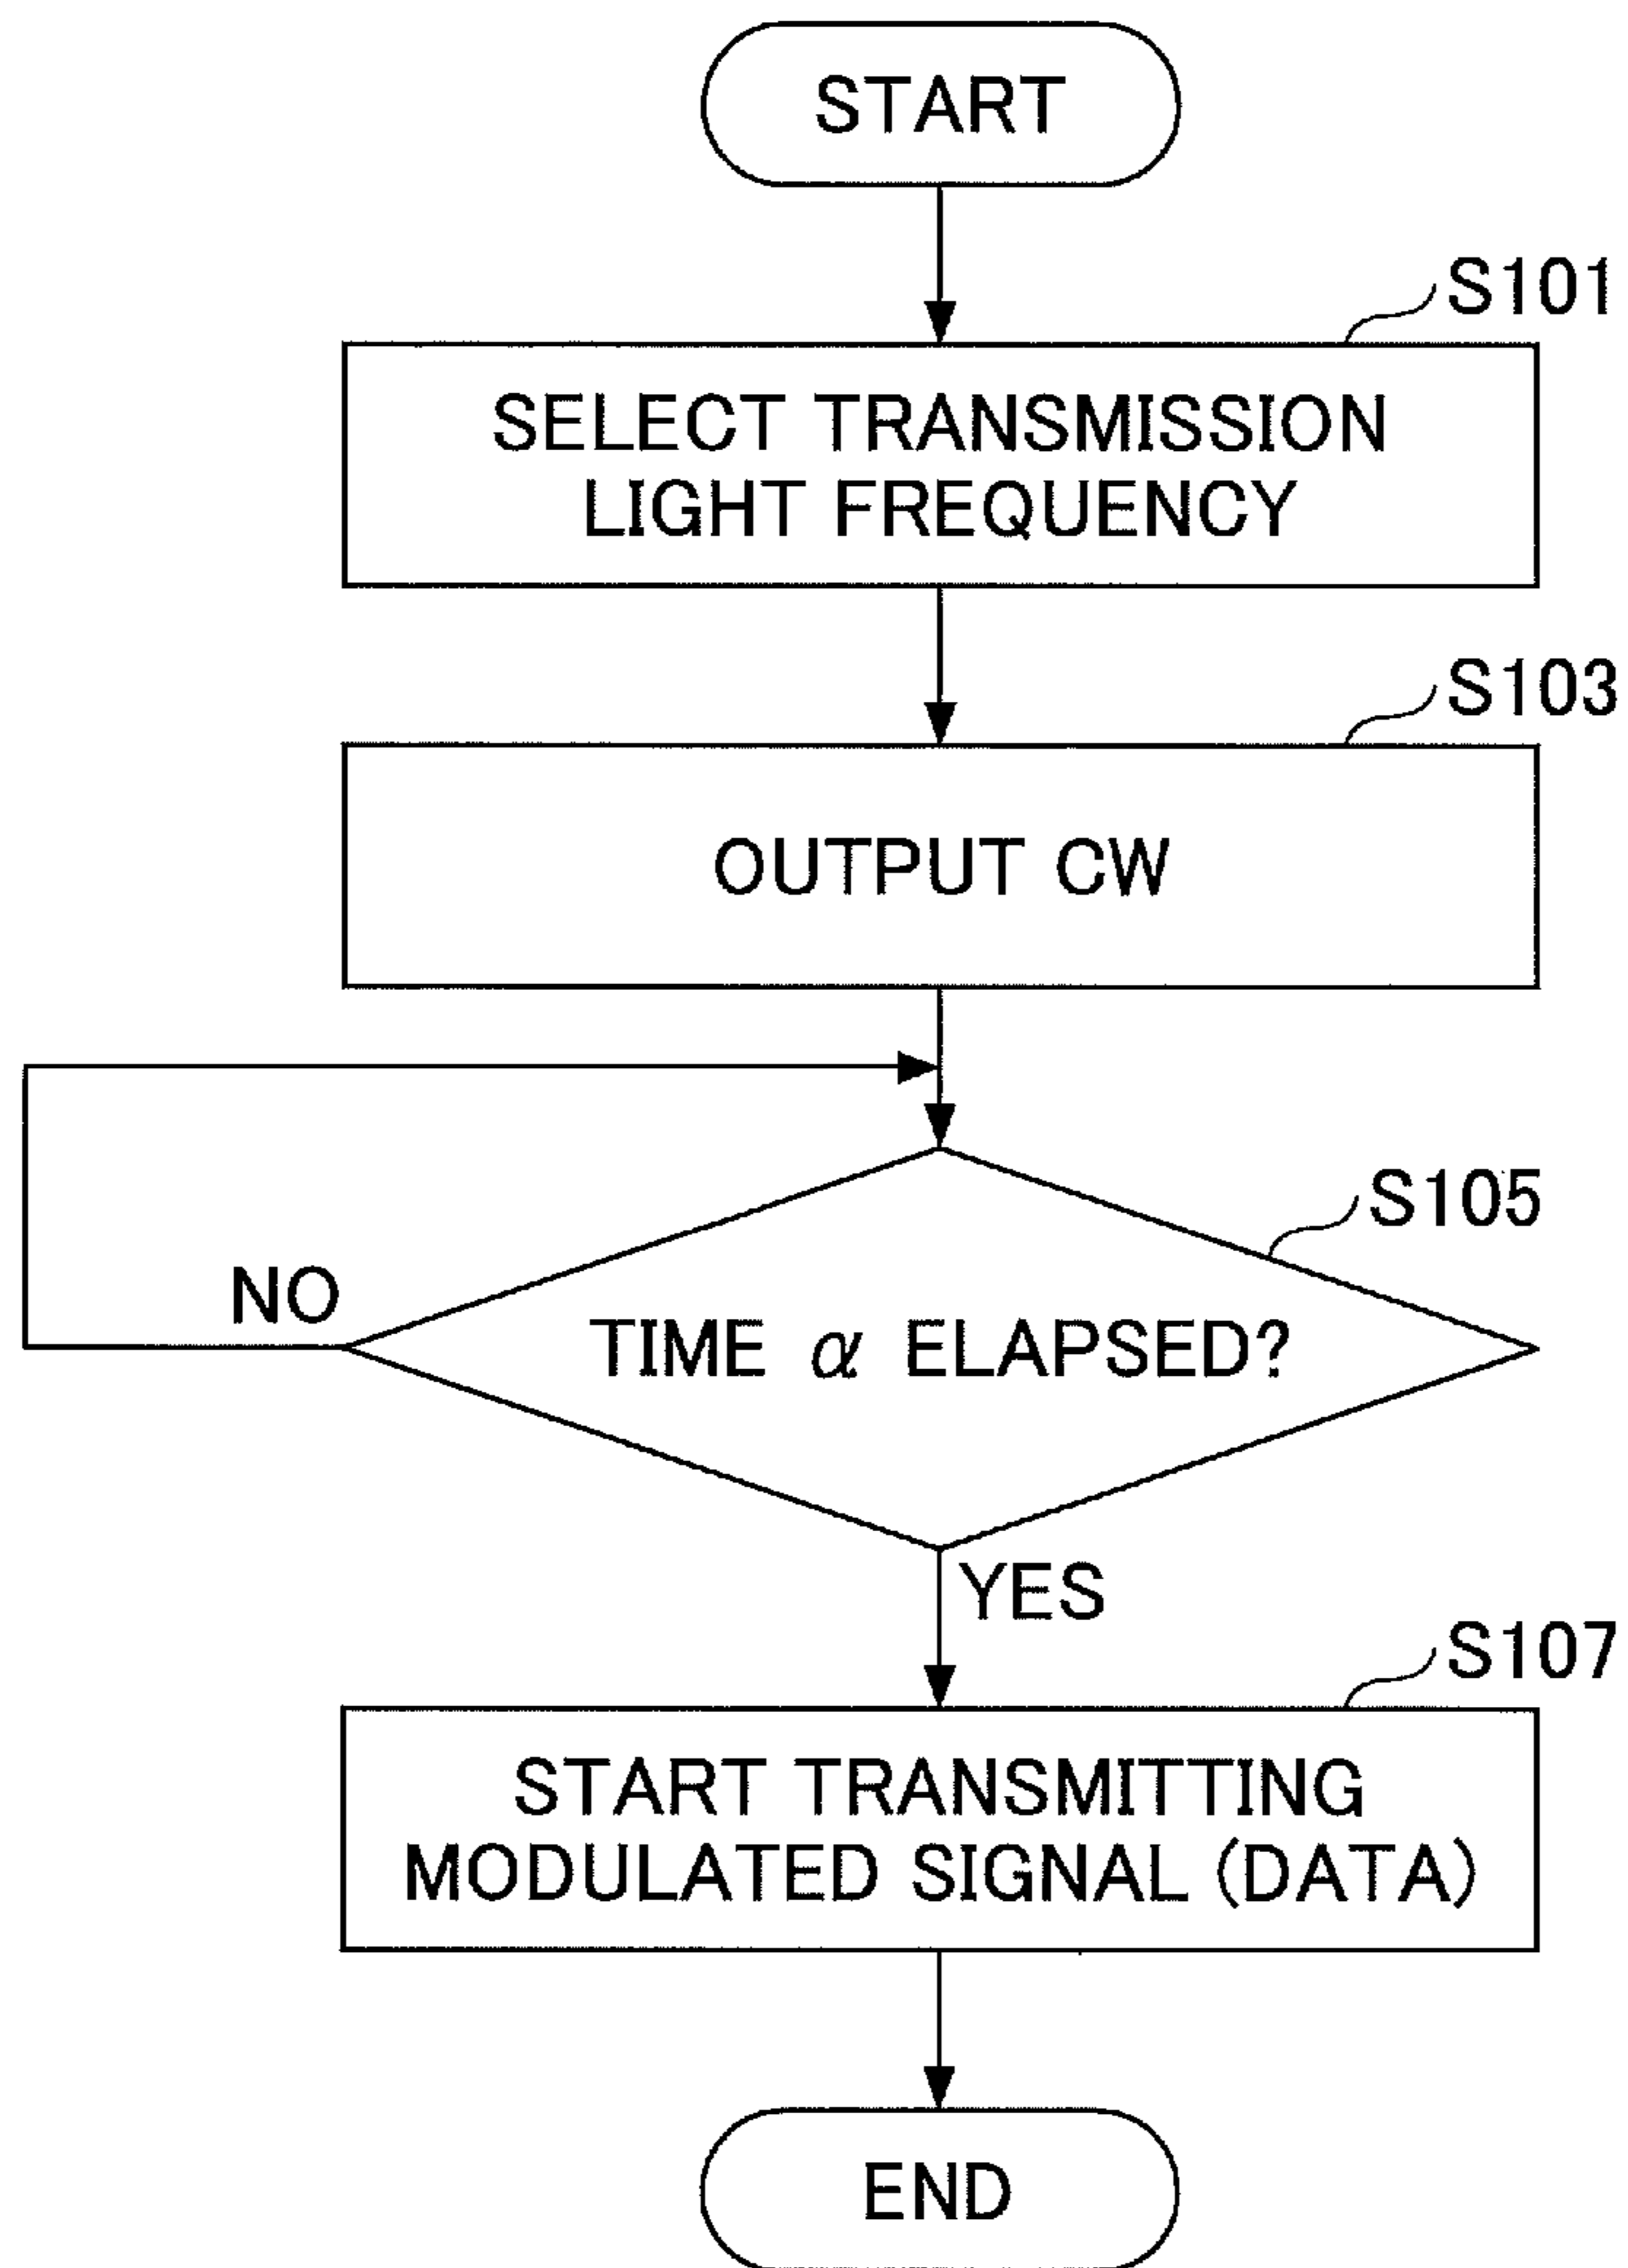 START
S101
SELECT TRANSMISSION
LIGHT FREQUENCY
S103
OUTPUT CW
S105
NO
TIME α ELAPSED?
YES
S107
START TRANSMITTING
MODULATED SIGNAL (DATA)
END